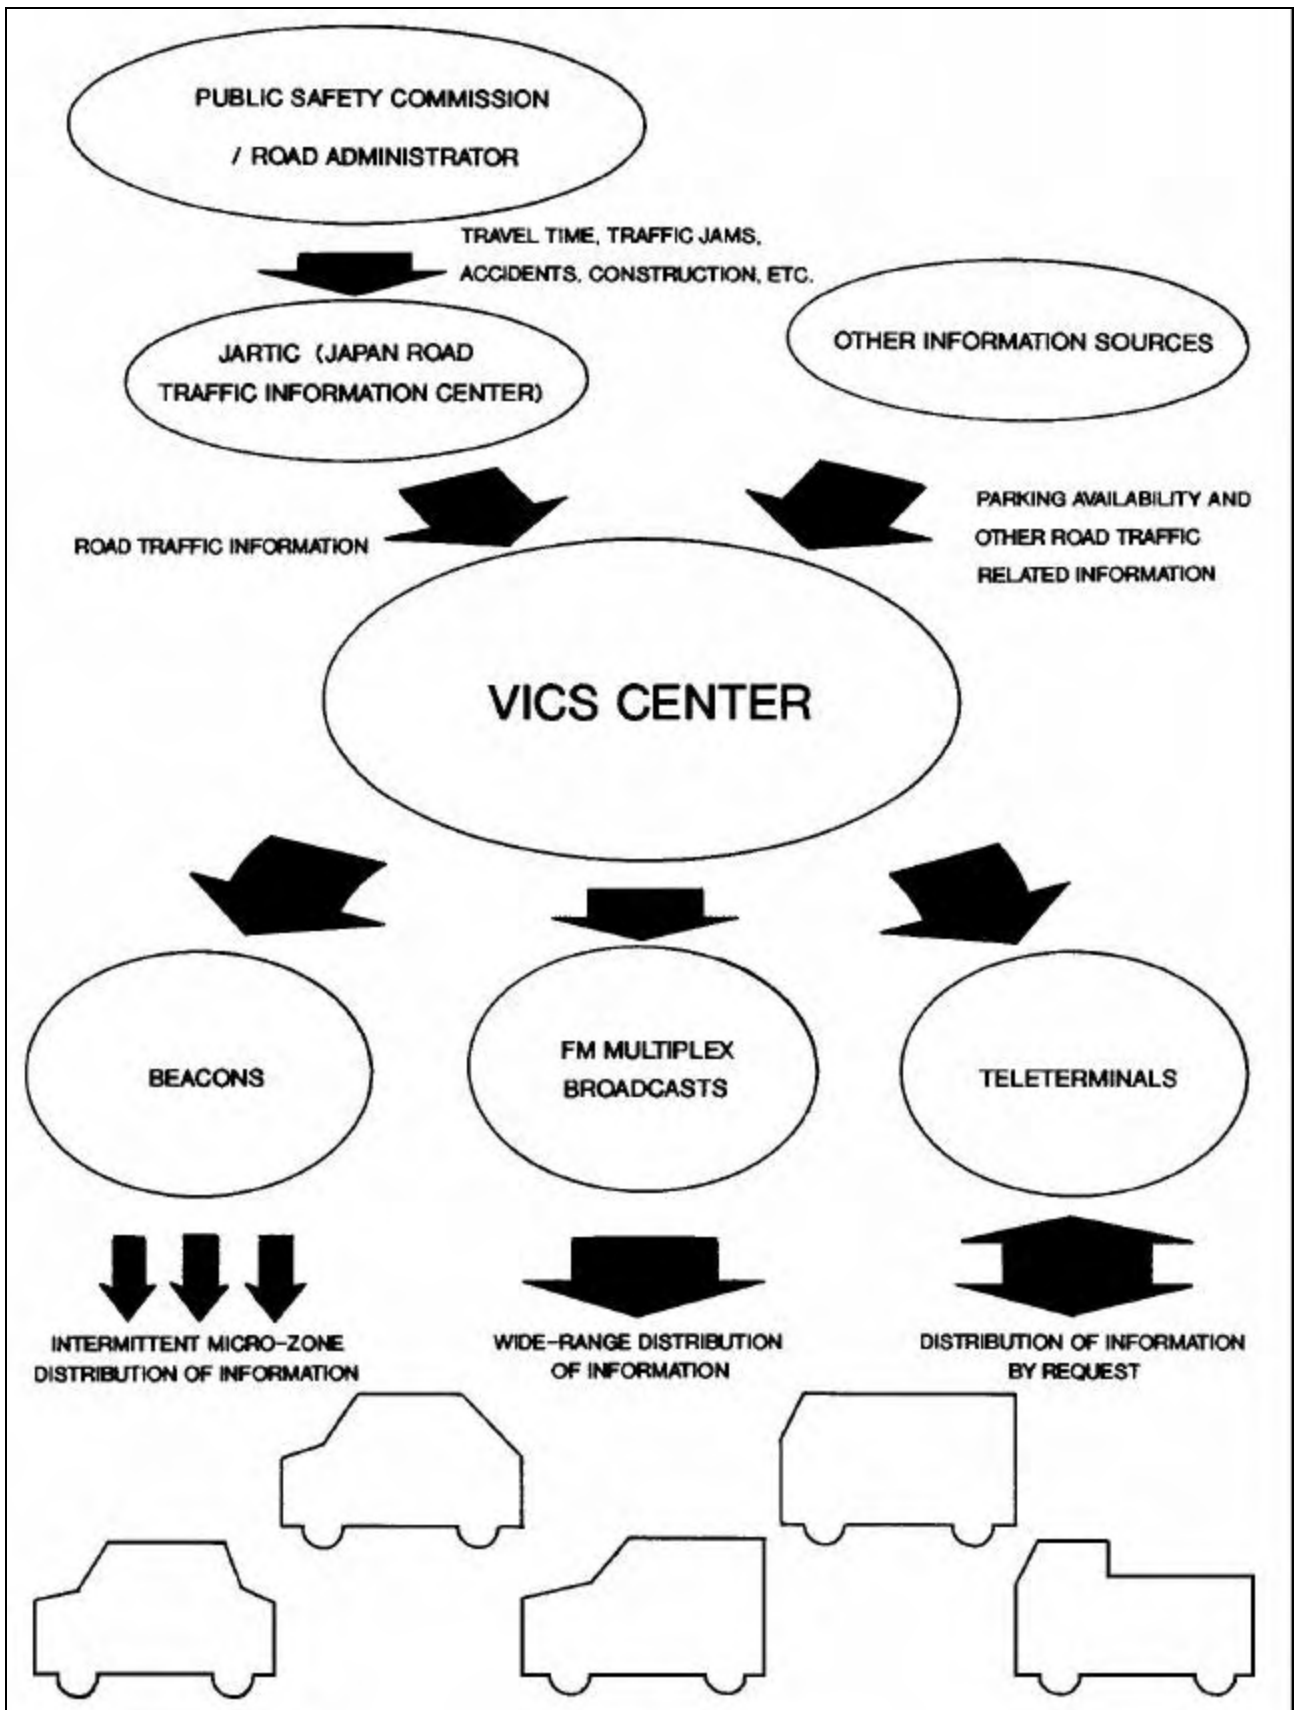 PUBLIC SAFETY COMMISSION
/ ROAD ADMINISTRATOR
TRAVEL TIME, TRAFFIC JAMS,
ACCIDENTS, CONSTRUCTION, ETC.
JARTIC (JAPAN ROAD
TRAFFIC INFORMATION CENTER)
OTHER INFORMATION SOURCES
ROAD TRAFFIC INFORMATION
PARKING AVAILABILITY AND
OTHER ROAD TRAFFIC
RELATED INFORMATION
VICS CENTER
BEACONS
FM MULTIPLEX
BROADCASTS
TELETERMINALS
INTERMITTENT MICRO-ZONE
DISTRIBUTION OF INFORMATION
WIDE-RANGE DISTRIBUTION
OF INFORMATION
DISTRIBUTION OF INFORMATION
BY REQUEST